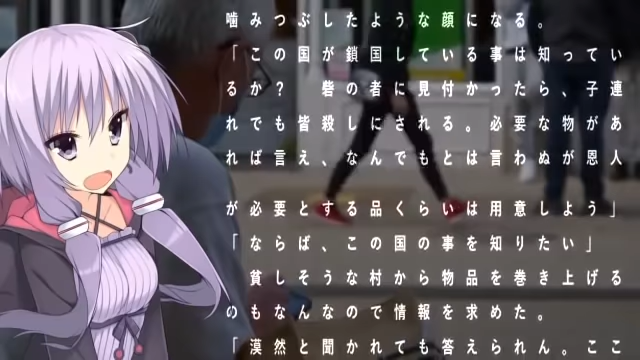 噛みつぶしたような顔になる。
「この国が鎖国している事は知ってい
るか？　砦の者に見付かったら、子連
れでも皆殺しにされる。必要な物があ
れば言え、なんでもとは言わぬが恩人
が必要とする品くらいは用意しよう」
「ならば、この国の事を知りたい」
　貧しそうな村から物品を巻き上げる
のもなんなので情報を求めた。
「漠然と聞かれても答えられん。ここ